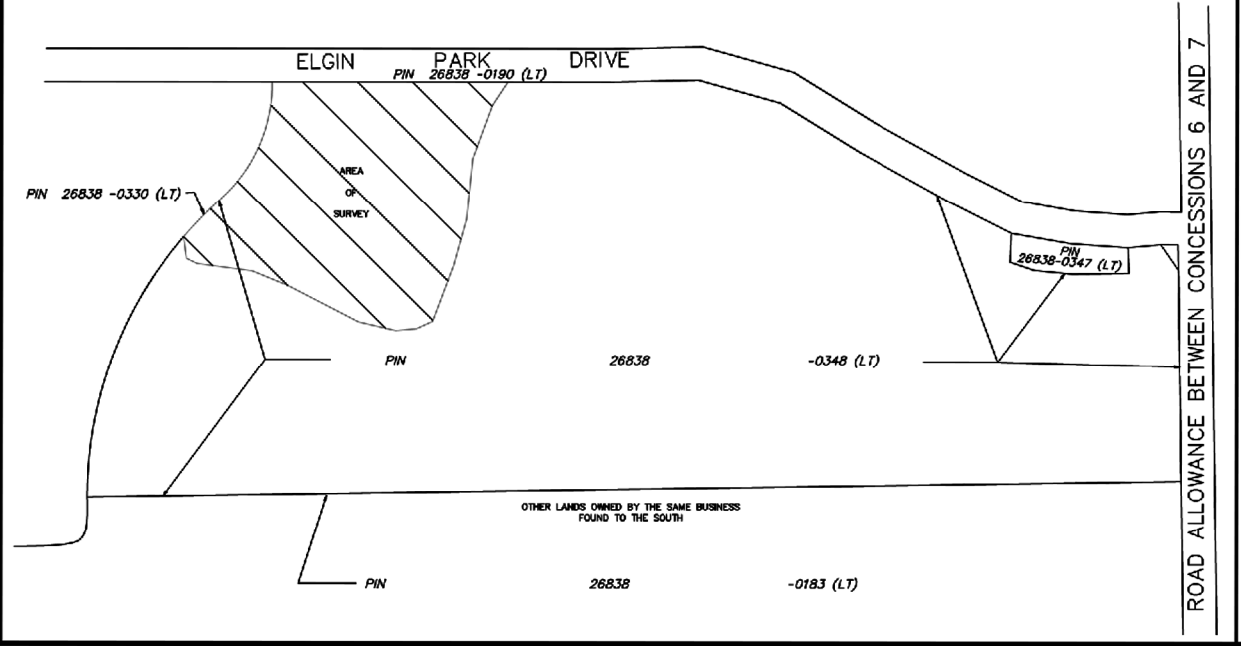 ELGIN PARK DRIVE
PIN 26838 -0190 (LT)
AREA
OF
SURVEY
PIN 26838 -0330 (LT)
PIN
26838-0347 (LT)
PIN 26838 -0348 (LT)
OTHER LANDS OWNED BY THE SAME BUSINESS
FOUND TO THE SOUTH
PIN 26838 -0183 (LT)
ROAD ALLOWANCE BETWEEN CONCESSIONS 6 AND 7